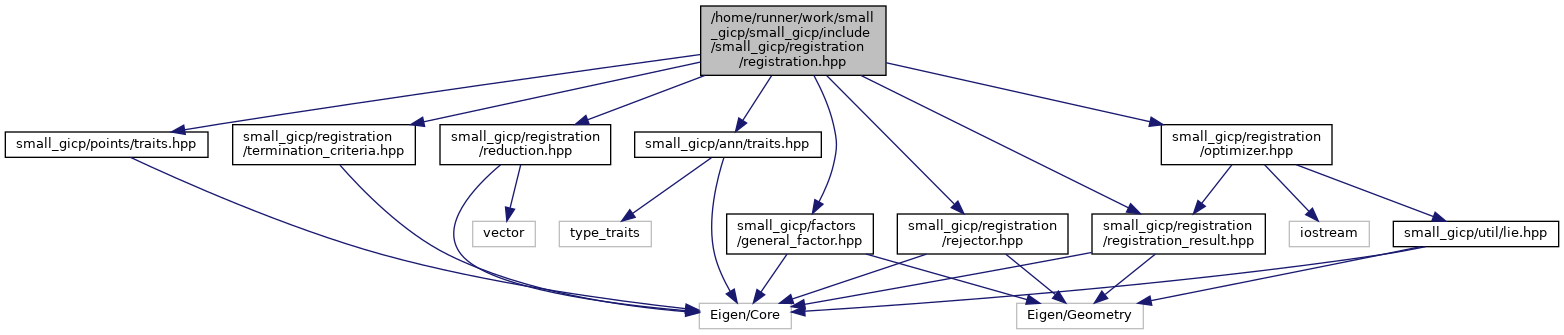 /home/runner/work/small
_gicp/small_gicp/include
/small_gicp/registration
/registration.hpp
small_gicp/points/traits.hpp
small_gicp/registration
/termination_criteria.hpp
small_gicp/registration
/reduction.hpp
small_gicp/ann/traits.hpp
small_gicp/registration
/optimizer.hpp
vector
type_traits
small_gicp/factors
/general_factor.hpp
small_gicp/registration
/rejector.hpp
small_gicp/registration
/registration_result.hpp
iostream
small_gicp/util/lie.hpp
Eigen/Core
Eigen/Geometry